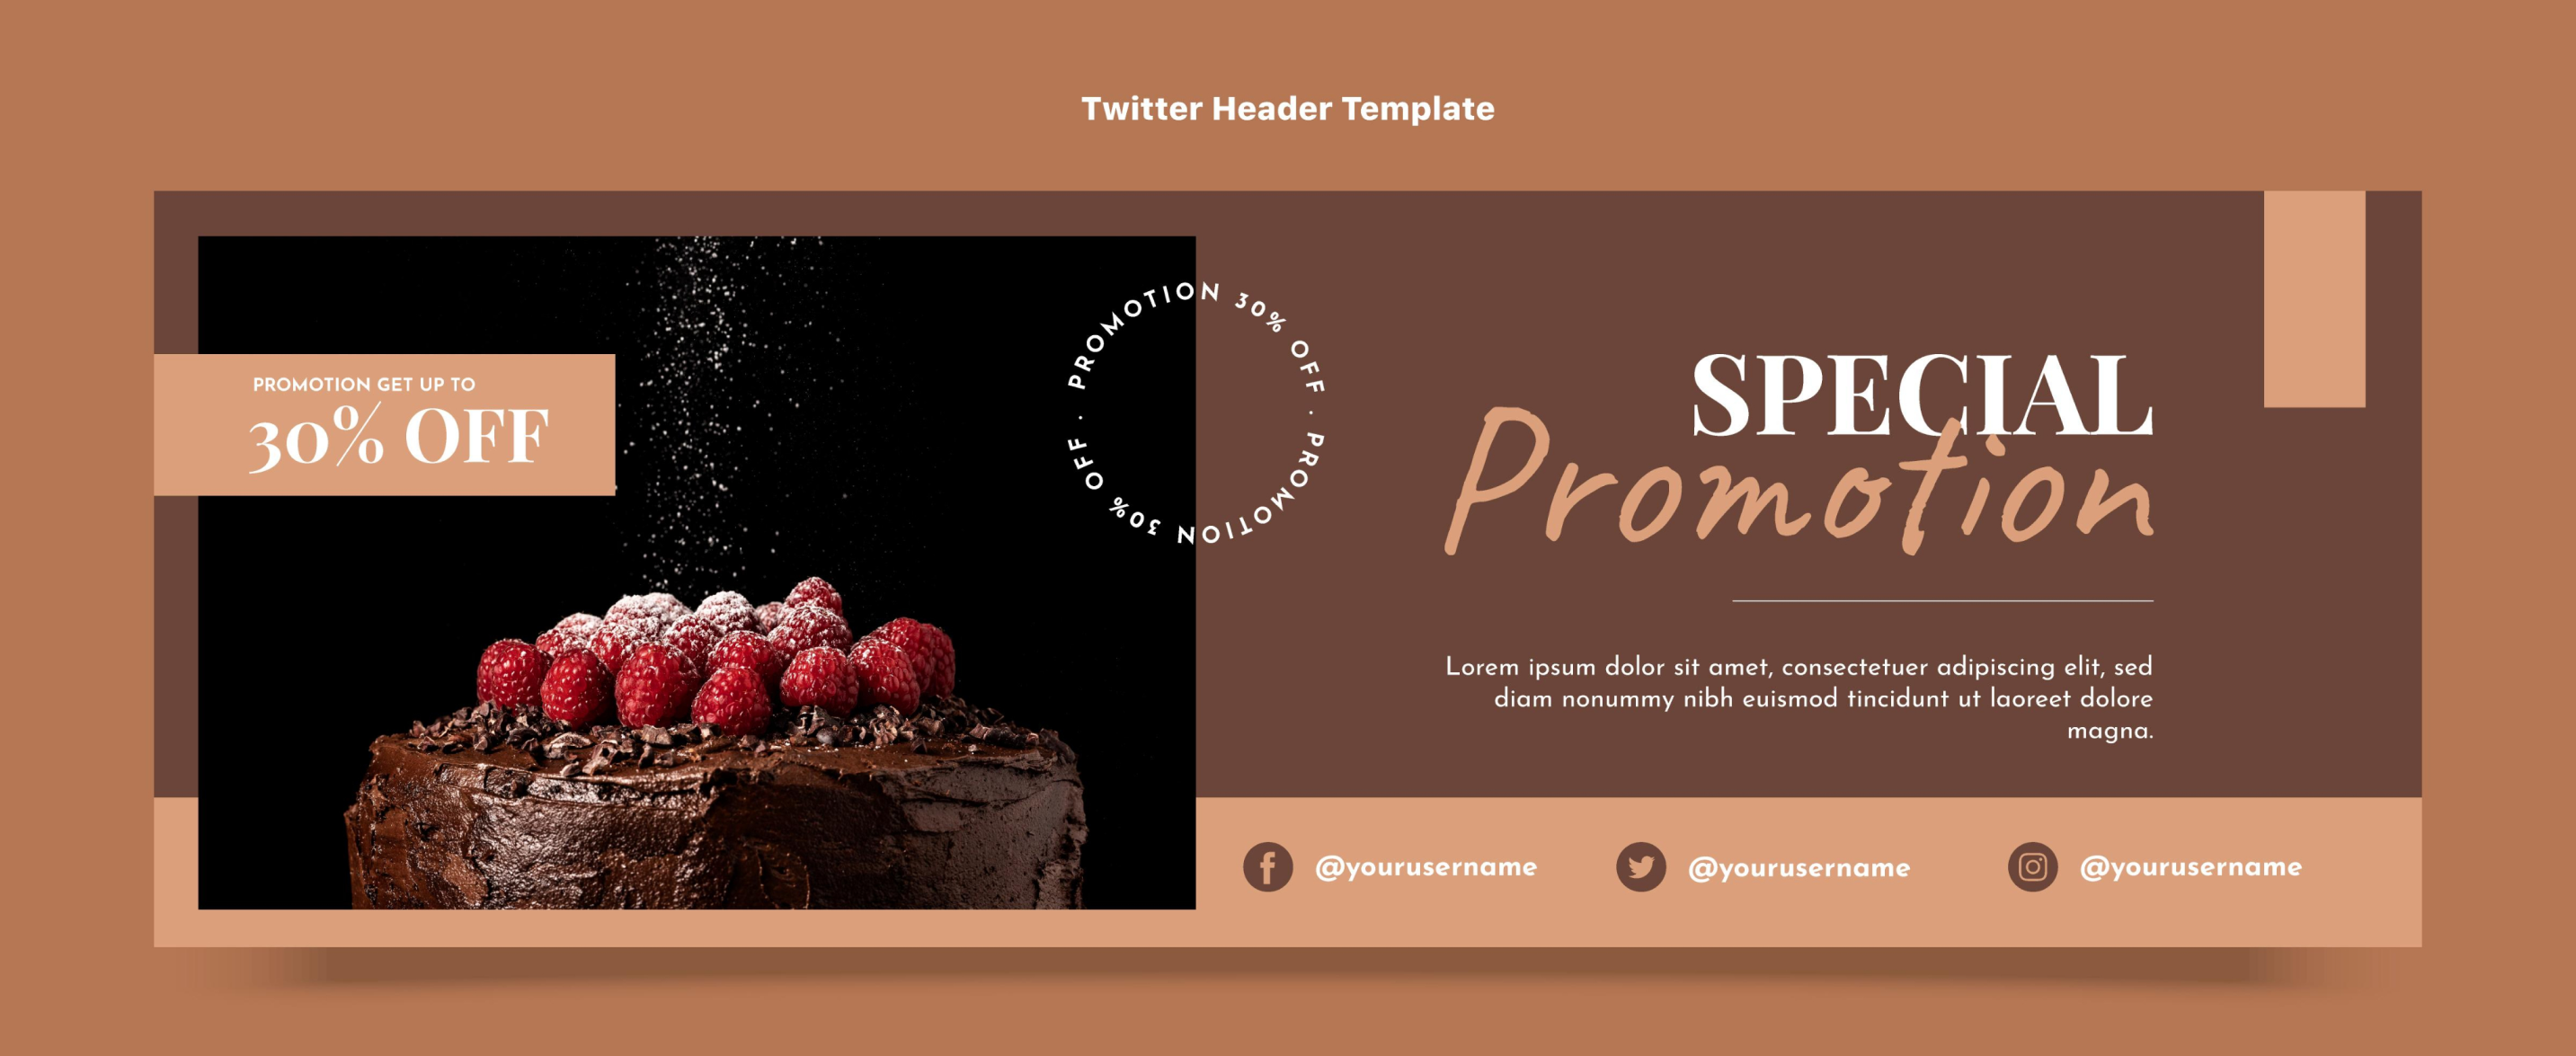 Twitter Header Template
PROMOTION GET UP TO
30% OFF
PROMOTION 30% OFF · PROMOTION 30% OFF ·
SPECIAL
Promotion
Lorem ipsum dolor sit amet, consectetuer adipiscing elit, sed
diam nonummy nibh euismod tincidunt ut laoreet dolore
magna.
@yourusername
@yourusername
@yourusername